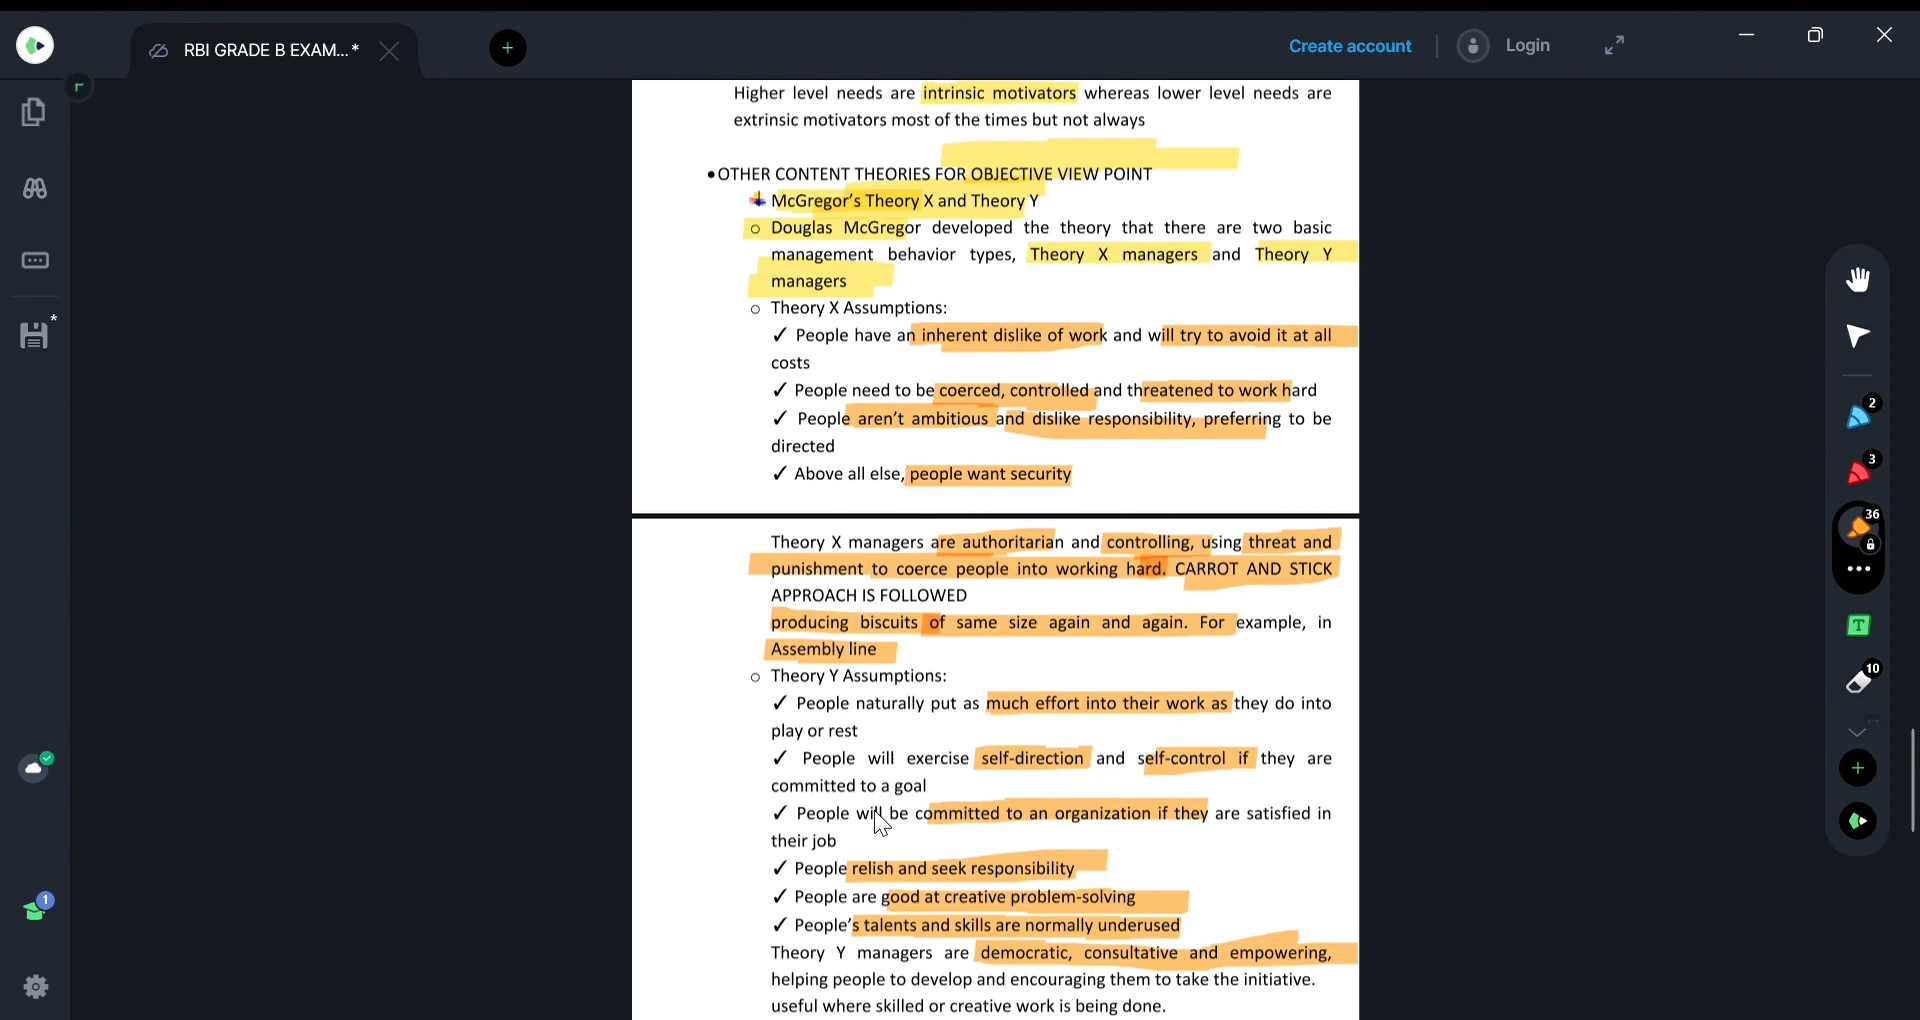 RBI GRADE B EXAM...*
Create account
Login
Higher level needs are intrinsic motivators whereas lower level needs are
extrinsic motivators most of the times but not always
•OTHER CONTENT THEORIES FOR OBJECTIVE VIEW POINT
McGregor's Theory X and Theory Y
o Douglas McGregor developed the theory that there are two basic
management behavior types, Theory X managers and Theory Y
managers
o Theory X Assumptions:
✓ People have an inherent dislike of work and will try to avoid it at all
costs
✓ People need to be coerced, controlled and threatened to work hard
✓ People aren't ambitious and dislike responsibility, preferring to be
directed
✓ Above all else, people want security
Theory X managers are authoritarian and controlling, using threat and
punishment to coerce people into working hard. CARROT AND STICK
APPROACH IS FOLLOWED
producing biscuits of same size again and again. For example, in
Assembly line
o Theory Y Assumptions:
✓ People naturally put as much effort into their work as they do into
play or rest
✓ People will exercise self-direction and self-control if they are
committed to a goal
✓ People will be committed to an organization if they are satisfied in
their job
✓ People relish and seek responsibility
✓ People are good at creative problem-solving
✓ People's talents and skills are normally underused
Theory Y managers are democratic, consultative and empowering,
helping people to develop and encouraging them to take the initiative.
useful where skilled or creative work is being done.
2
3
36
T
10
1